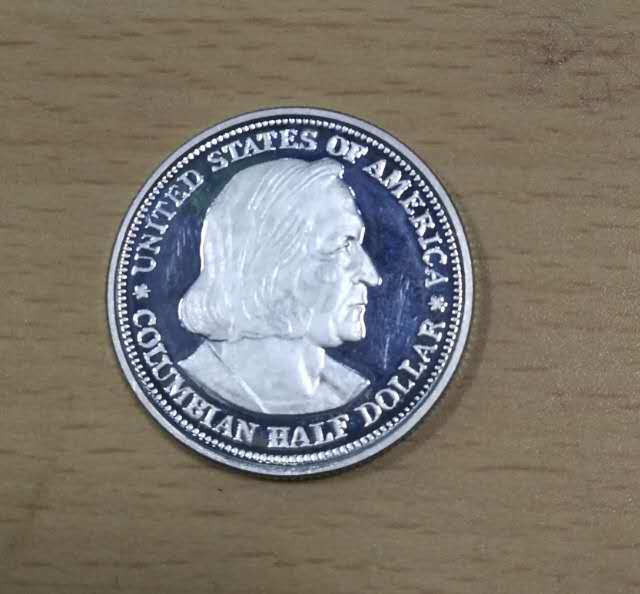 UNITED STATES OF AMERICA
* COLUMBIAN HALF DOLLAR *